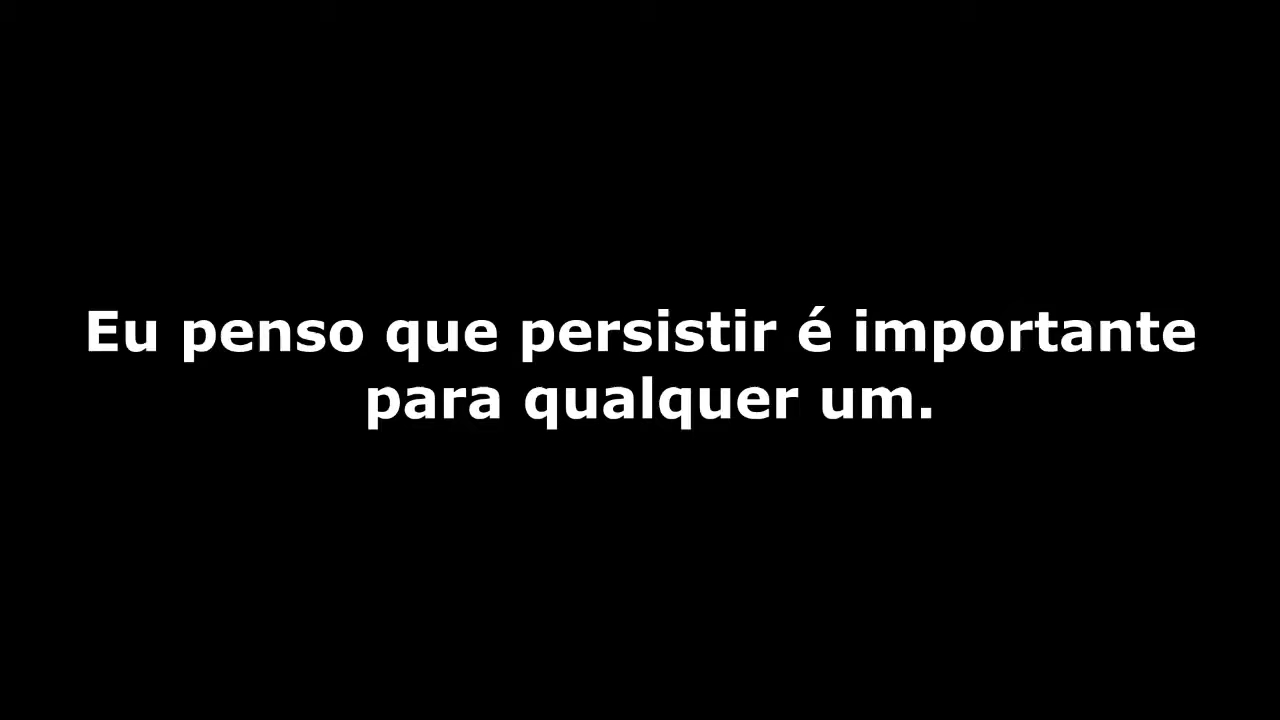 Eu penso que persistir é importante
para qualquer um.